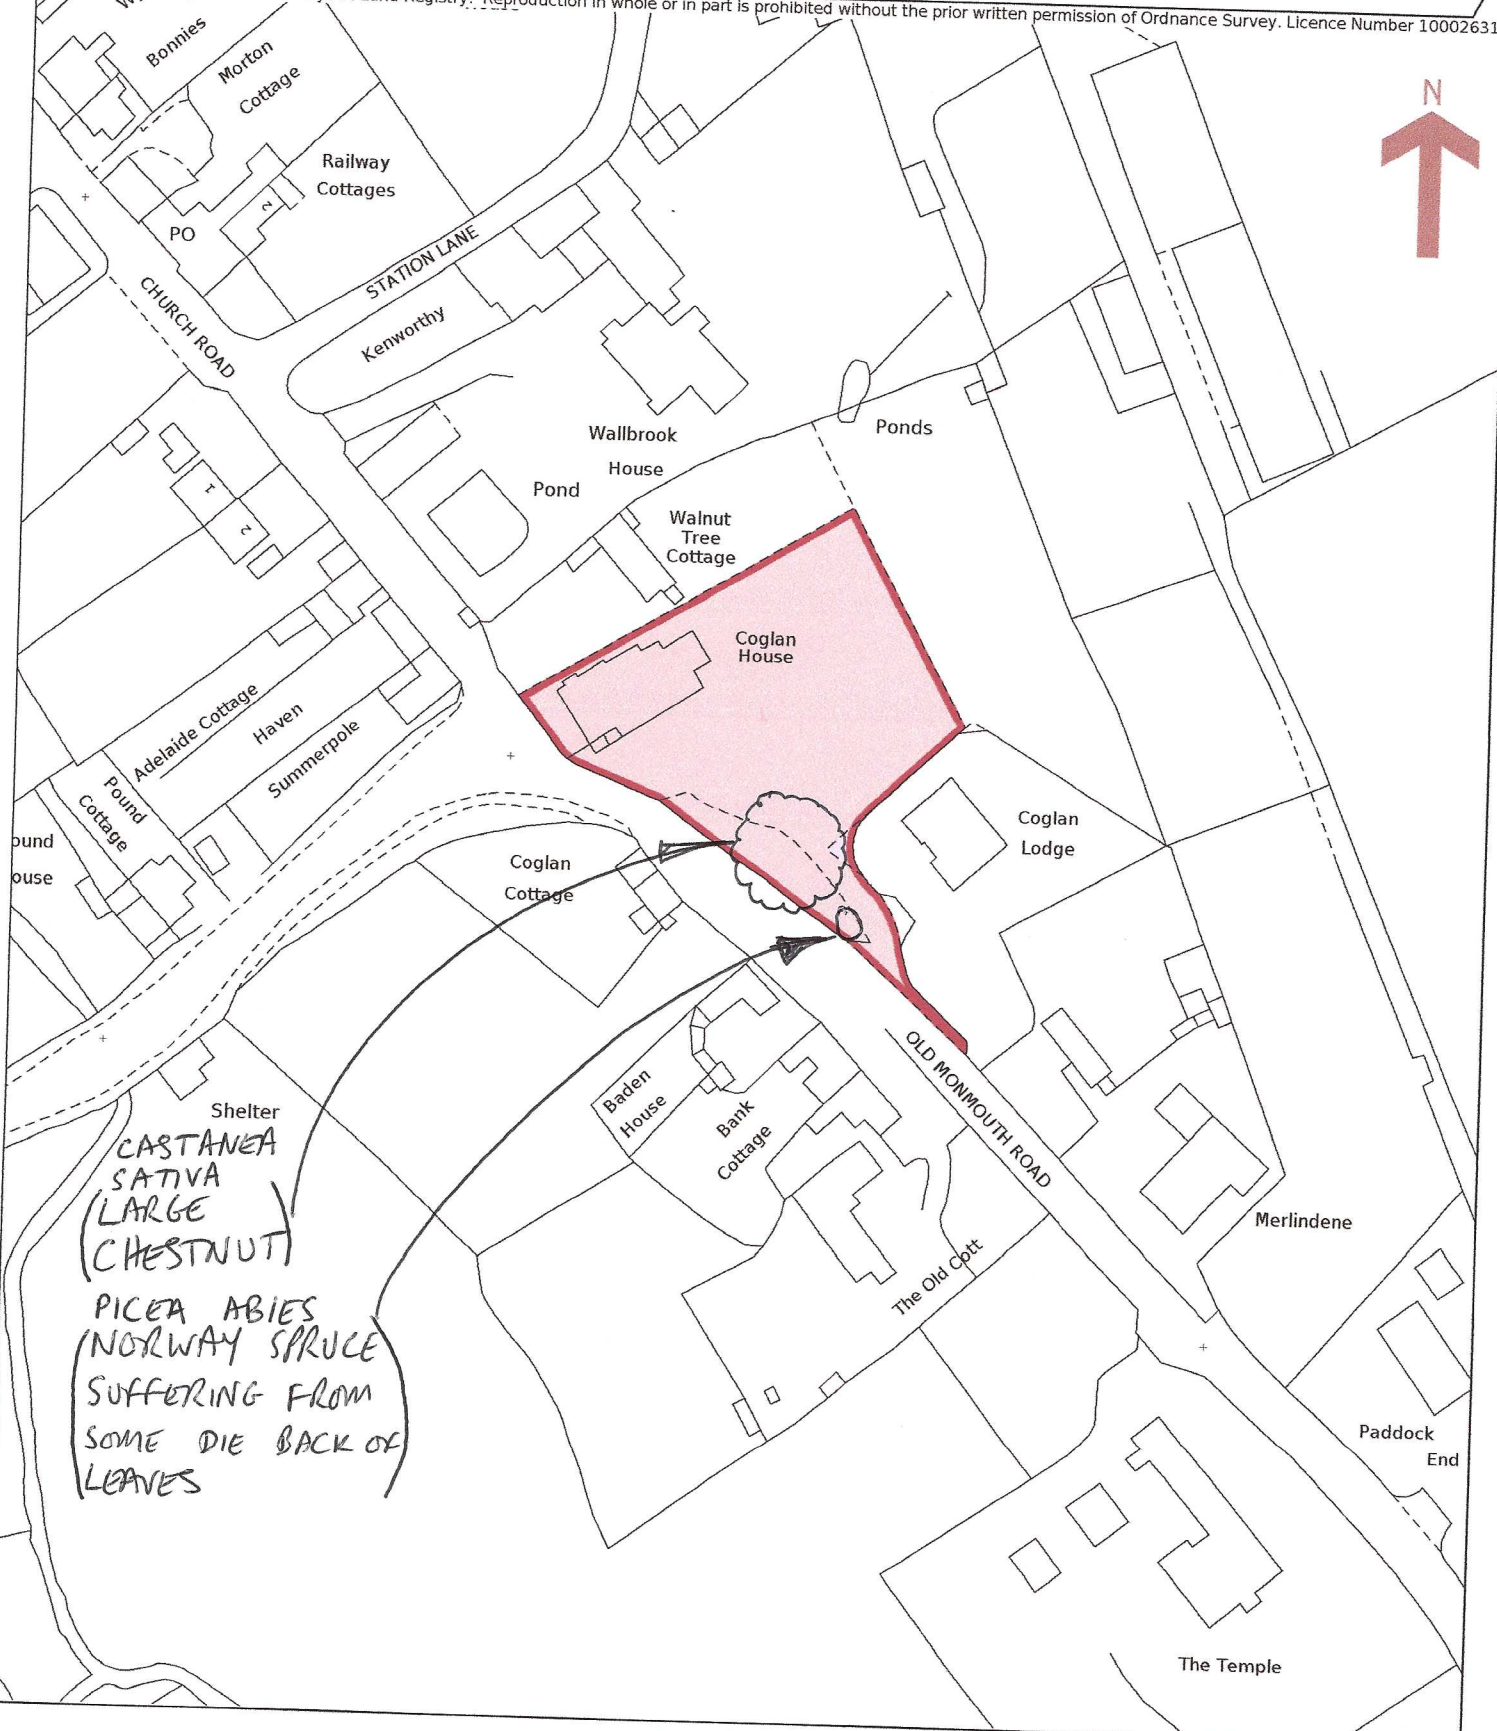 Reproduction in whole or in part is prohibited without the prior written permission of Ordnance Survey. Licence Number 10002631
Bonnies
Morton
Cottage
N
Railway
Cottages
2
PO
STATION LANE
CHURCH ROAD
Kenworthy
Wallbrook
House
Ponds
Pond
1
2
Walnut
Tree
Cottage
Coglan
House
Adelaide Cottage
Haven
Summerpole
Pound
Cottage
ound
ouse
Coglan
Lodge
Coglan
Cottage
OLD MONMOUTH ROAD
Baden
House
Bank
Cottage
Shelter
CASTANEA
SATIVA
(LARGE
CHESTNUT)
PICEA ABIES
(NORWAY SPRUCE
SUFFERING FROM
SOME DIE BACK OF
LEAVES)
The Old Cott
Merlindene
Paddock
End
The Temple